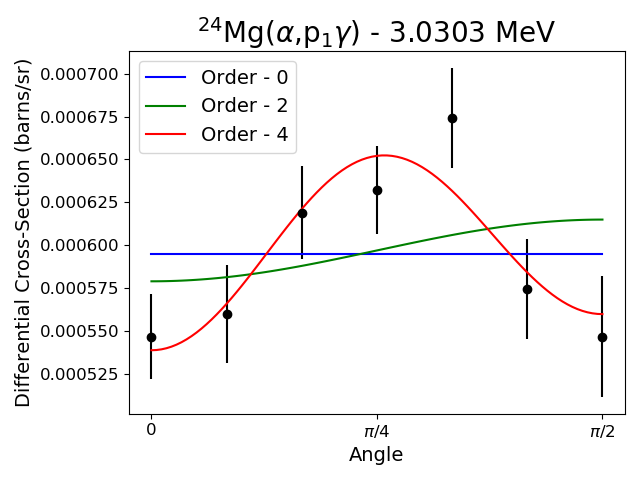 ²⁴Mg(α,p₁γ) - 3.0303 MeV
Order - 0
Order - 2
Order - 4
0.000700
0.000675
0.000650
0.000625
0.000600
0.000575
0.000550
0.000525
Differential Cross-Section (barns/sr)
0
π/4
π/2
Angle